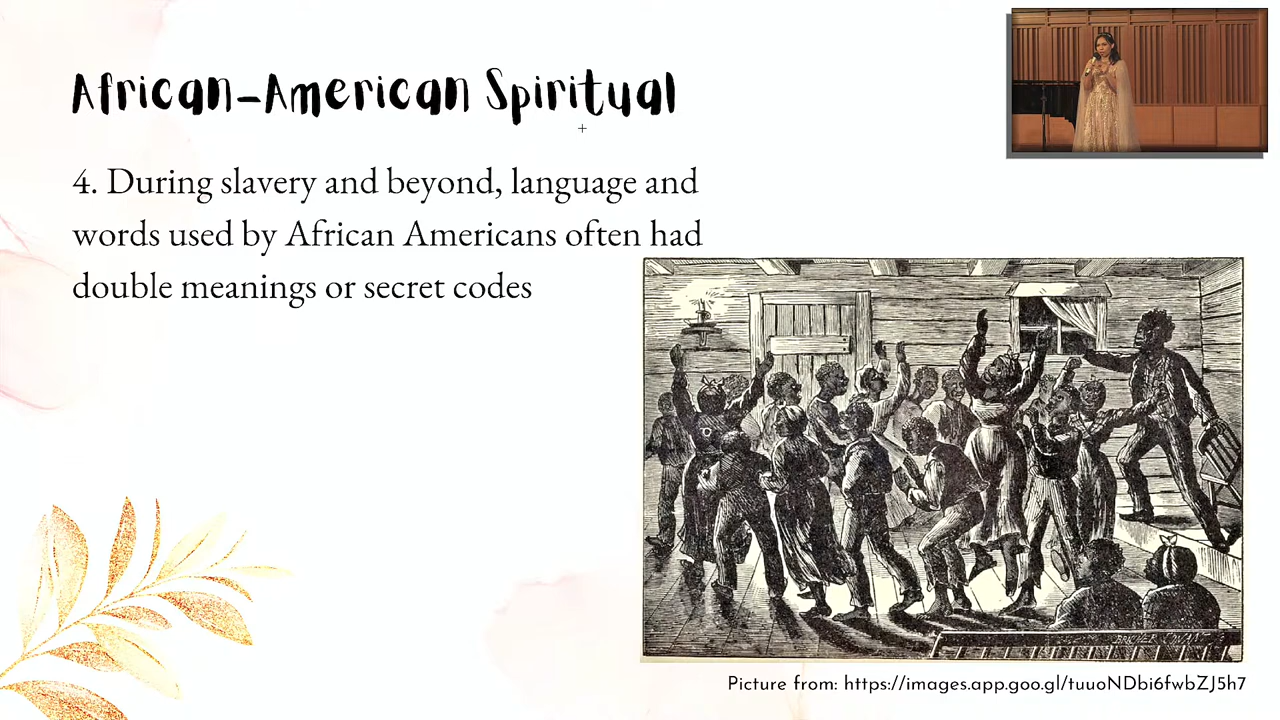 African-American Spiritual
4. During slavery and beyond, language and
words used by African Americans often had
double meanings or secret codes
Picture from: https://images.app.goo.gl/tuuoNDbi6fwbZJ5h7